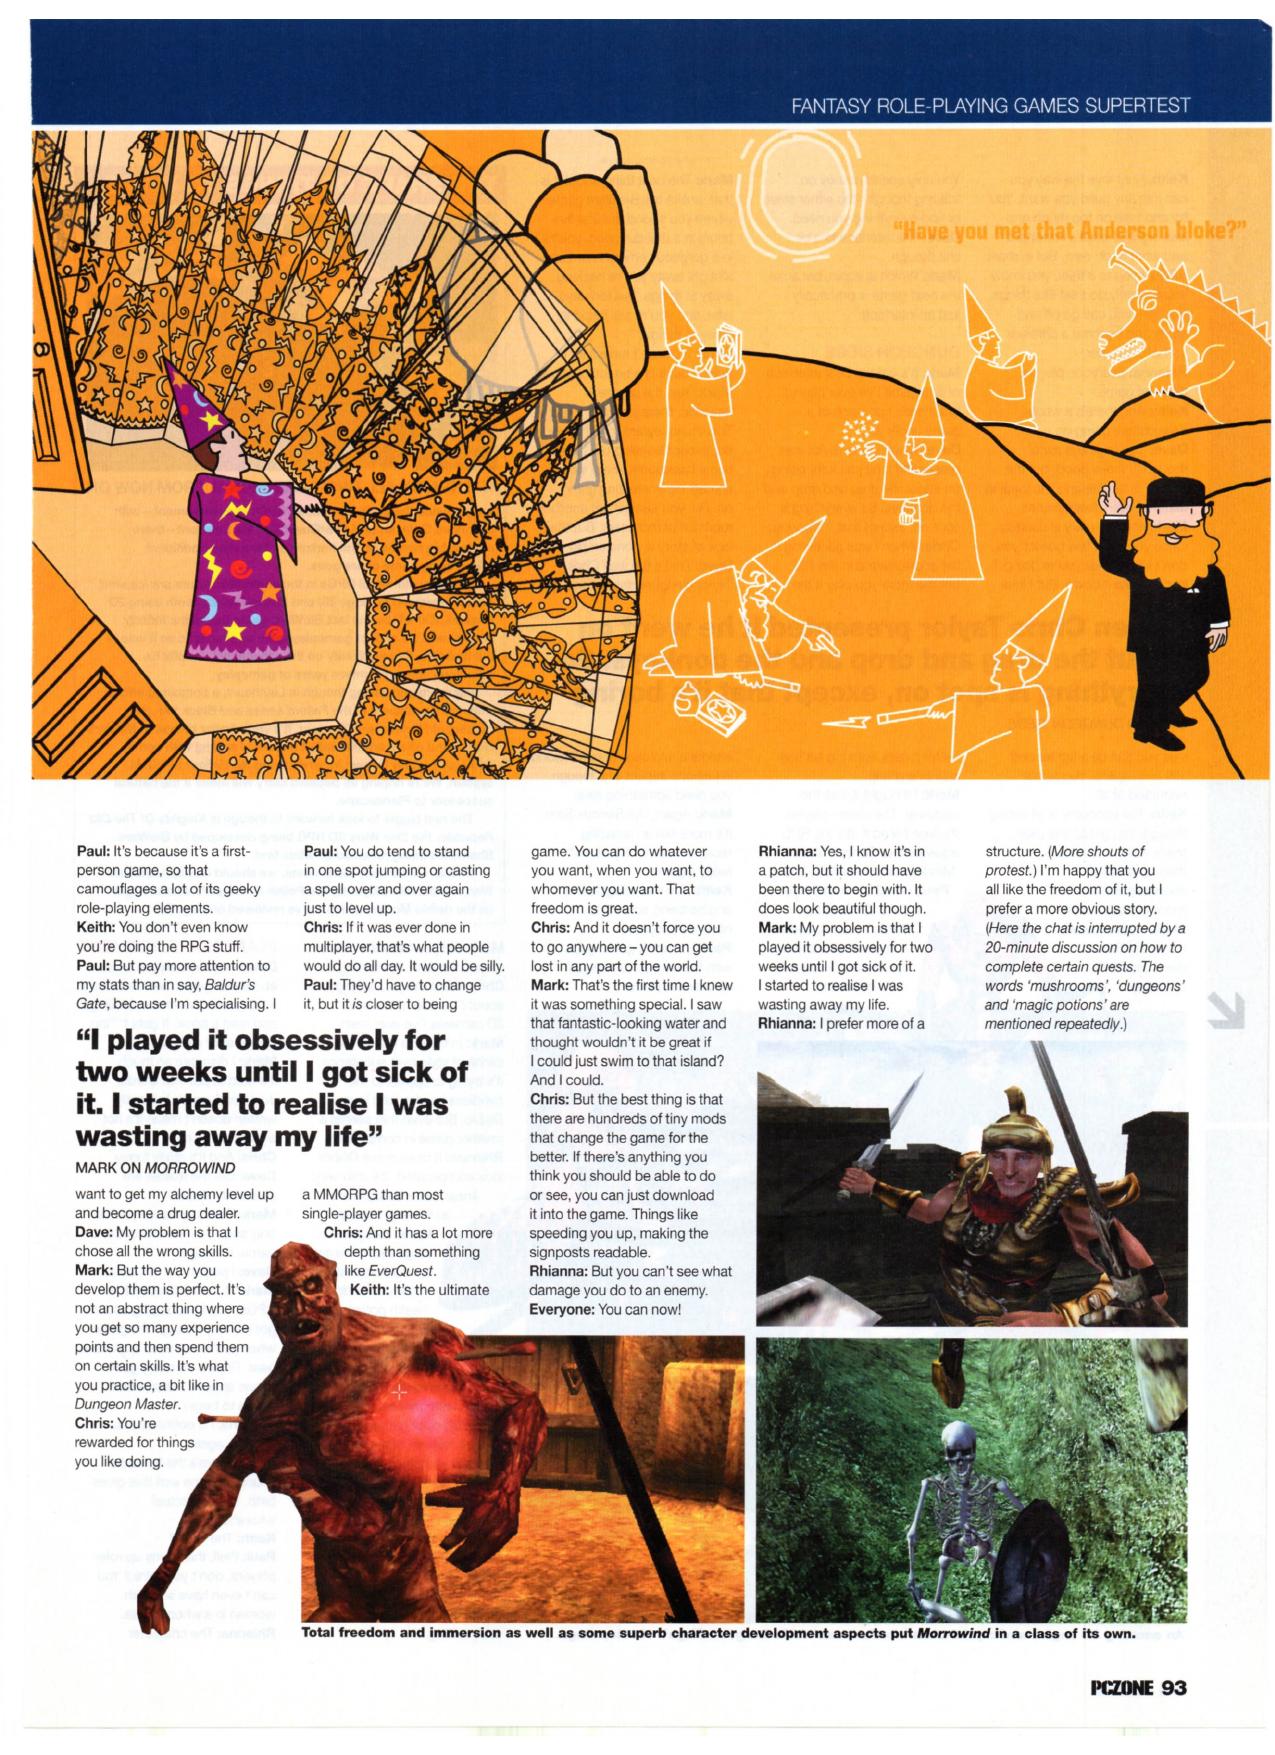 FANTASY ROLE-PLAYING GAMES SUPERTEST
“Have you met that Anderson bloke?”
Paul: It’s because it’s a first-
person game, so that
camouflages a lot of its geeky
role-playing elements.
Keith: You don’t even know
you’re doing the RPG stuff.
Paul: But pay more attention to
my stats than in say, Baldur’s
Gate, because I’m specialising. I
“I played it obsessively for
two weeks until I got sick of
it. I started to realise I was
wasting away my life”
MARK ON MORROWIND
want to get my alchemy level up
and become a drug dealer.
Dave: My problem is that I
chose all the wrong skills.
Mark: But the way you
develop them is perfect. It’s
not an abstract thing where
you get so many experience
points and then spend them
on certain skills. It’s what
you practice, a bit like in
Dungeon Master.
Chris: You’re
rewarded for things
you like doing.
Paul: You do tend to stand
in one spot jumping or casting
a spell over and over again
just to level up.
Chris: If it was ever done in
multiplayer, that’s what people
would do all day. It would be silly.
Paul: They’d have to change
it, but it is closer to being
a MMORPG than most
single-player games.
Chris: And it has a lot more
depth than something
like EverQuest.
Keith: It’s the ultimate
game. You can do whatever
you want, when you want, to
whomever you want. That
freedom is great.
Chris: And it doesn’t force you
to go anywhere – you can get
lost in any part of the world.
Mark: That’s the first time I knew
it was something special. I saw
that fantastic-looking water and
thought wouldn’t it be great if
I could just swim to that island?
And I could.
Chris: But the best thing is that
there are hundreds of tiny mods
that change the game for the
better. If there’s anything you
think you should be able to do
or see, you can just download
it into the game. Things like
speeding you up, making the
signposts readable.
Rhianna: But you can’t see what
damage you do to an enemy.
Everyone: You can now!
Rhianna: Yes, I know it’s in
a patch, but it should have
been there to begin with. It
does look beautiful though.
Mark: My problem is that I
played it obsessively for two
weeks until I got sick of it.
I started to realise I was
wasting away my life.
Rhianna: I prefer more of a
structure. (More shouts of
protest.) I’m happy that you
all like the freedom of it, but I
prefer a more obvious story.
(Here the chat is interrupted by a
20-minute discussion on how to
complete certain quests. The
words ‘mushrooms’, ‘dungeons’
and ‘magic potions’ are
mentioned repeatedly.)
Total freedom and immersion as well as some superb character development aspects put Morrowind in a class of its own.
PCZONE 93